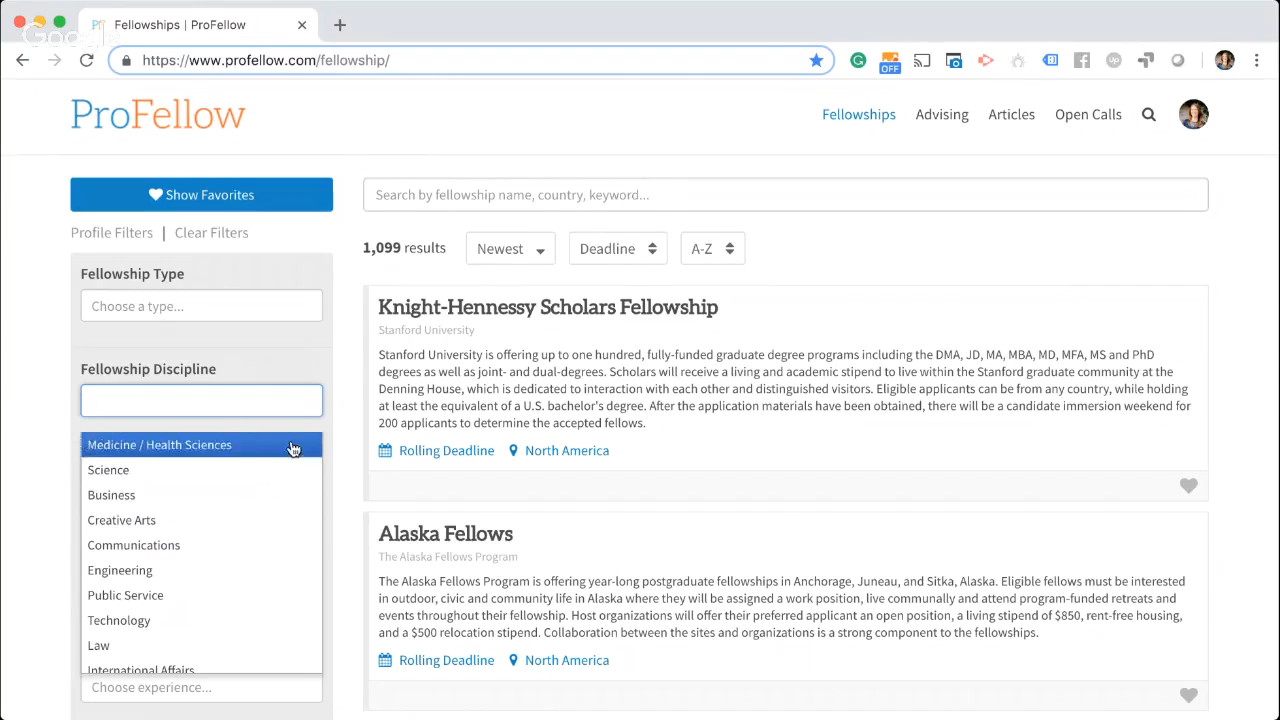 Fellowships | ProFellow
https://www.profellow.com/fellowship/
OFF
ProFellow
Fellowships
Advising
Articles
Open Calls
Show Favorites
Profile Filters | Clear Filters
Fellowship Type
Choose a type...
Fellowship Discipline
Medicine / Health Sciences
Science
Business
Creative Arts
Communications
Engineering
Public Service
Technology
Law
International Affairs
Choose experience...
Search by fellowship name, country, keyword...
1,099 results
Newest
Deadline
A-Z
Knight-Hennessy Scholars Fellowship
Stanford University
Stanford University is offering up to one hundred, fully-funded graduate degree programs including the DMA, JD, MA, MBA, MD, MFA, MS and PhD
degrees as well as joint- and dual-degrees. Scholars will receive a living and academic stipend to live within the Stanford graduate community at the
Denning House, which is dedicated to interaction with each other and distinguished visitors. Eligible applicants can be from any country, while holding
at least the equivalent of a U.S. bachelor's degree. After the application materials have been obtained, there will be a candidate immersion weekend for
200 applicants to determine the accepted fellows.
Rolling Deadline
North America
Alaska Fellows
The Alaska Fellows Program
The Alaska Fellows Program is offering year-long postgraduate fellowships in Anchorage, Juneau, and Sitka, Alaska. Eligible fellows must be interested
in outdoor, civic and community life in Alaska where they will be assigned a work position, live communally and attend program-funded retreats and
events throughout their fellowship. Host organizations will offer their preferred applicant an open position, a living stipend of $850, rent-free housing,
and a $500 relocation stipend. Collaboration between the sites and organizations is a strong component to the fellowships.
Rolling Deadline
North America